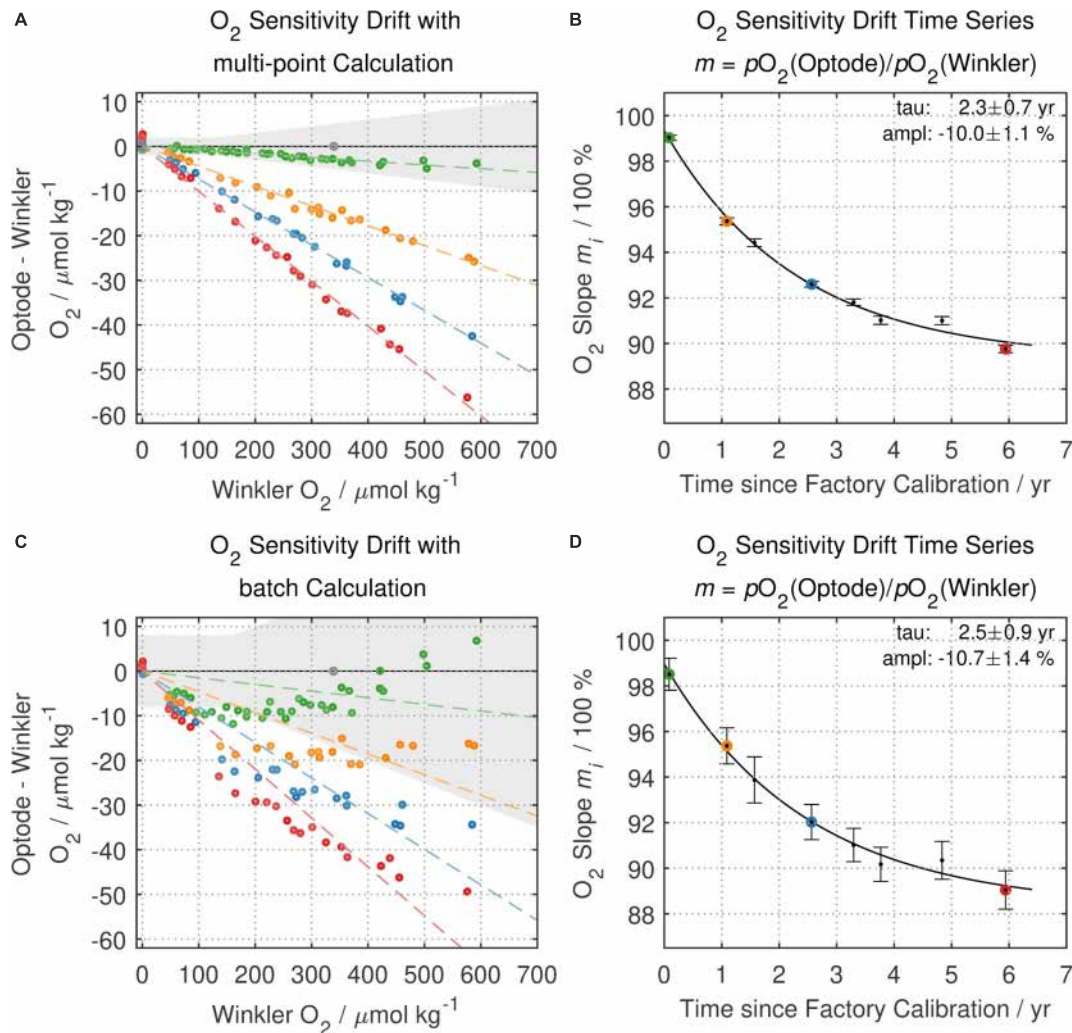 A
O2 Sensitivity Drift with
multi-point Calculation
Optode - Winkler
O2 / μmol kg-1
10
0
-10
-20
-30
-40
-50
-60
0 100 200 300 400 500 600 700
Winkler O2 / μmol kg-1
B
O2 Sensitivity Drift Time Series
m = pO2(Optode)/pO2(Winkler)
tau: 2.3±0.7 yr
ampl: -10.0±1.1 %
O2 Slope mi / 100 %
100
98
96
94
92
90
88
0 1 2 3 4 5 6 7
Time since Factory Calibration / yr
C
O2 Sensitivity Drift with
batch Calculation
Optode - Winkler
O2 / μmol kg-1
10
0
-10
-20
-30
-40
-50
-60
0 100 200 300 400 500 600 700
Winkler O2 / μmol kg-1
D
O2 Sensitivity Drift Time Series
m = pO2(Optode)/pO2(Winkler)
tau: 2.5±0.9 yr
ampl: -10.7±1.4 %
O2 Slope mi / 100 %
100
98
96
94
92
90
88
0 1 2 3 4 5 6 7
Time since Factory Calibration / yr